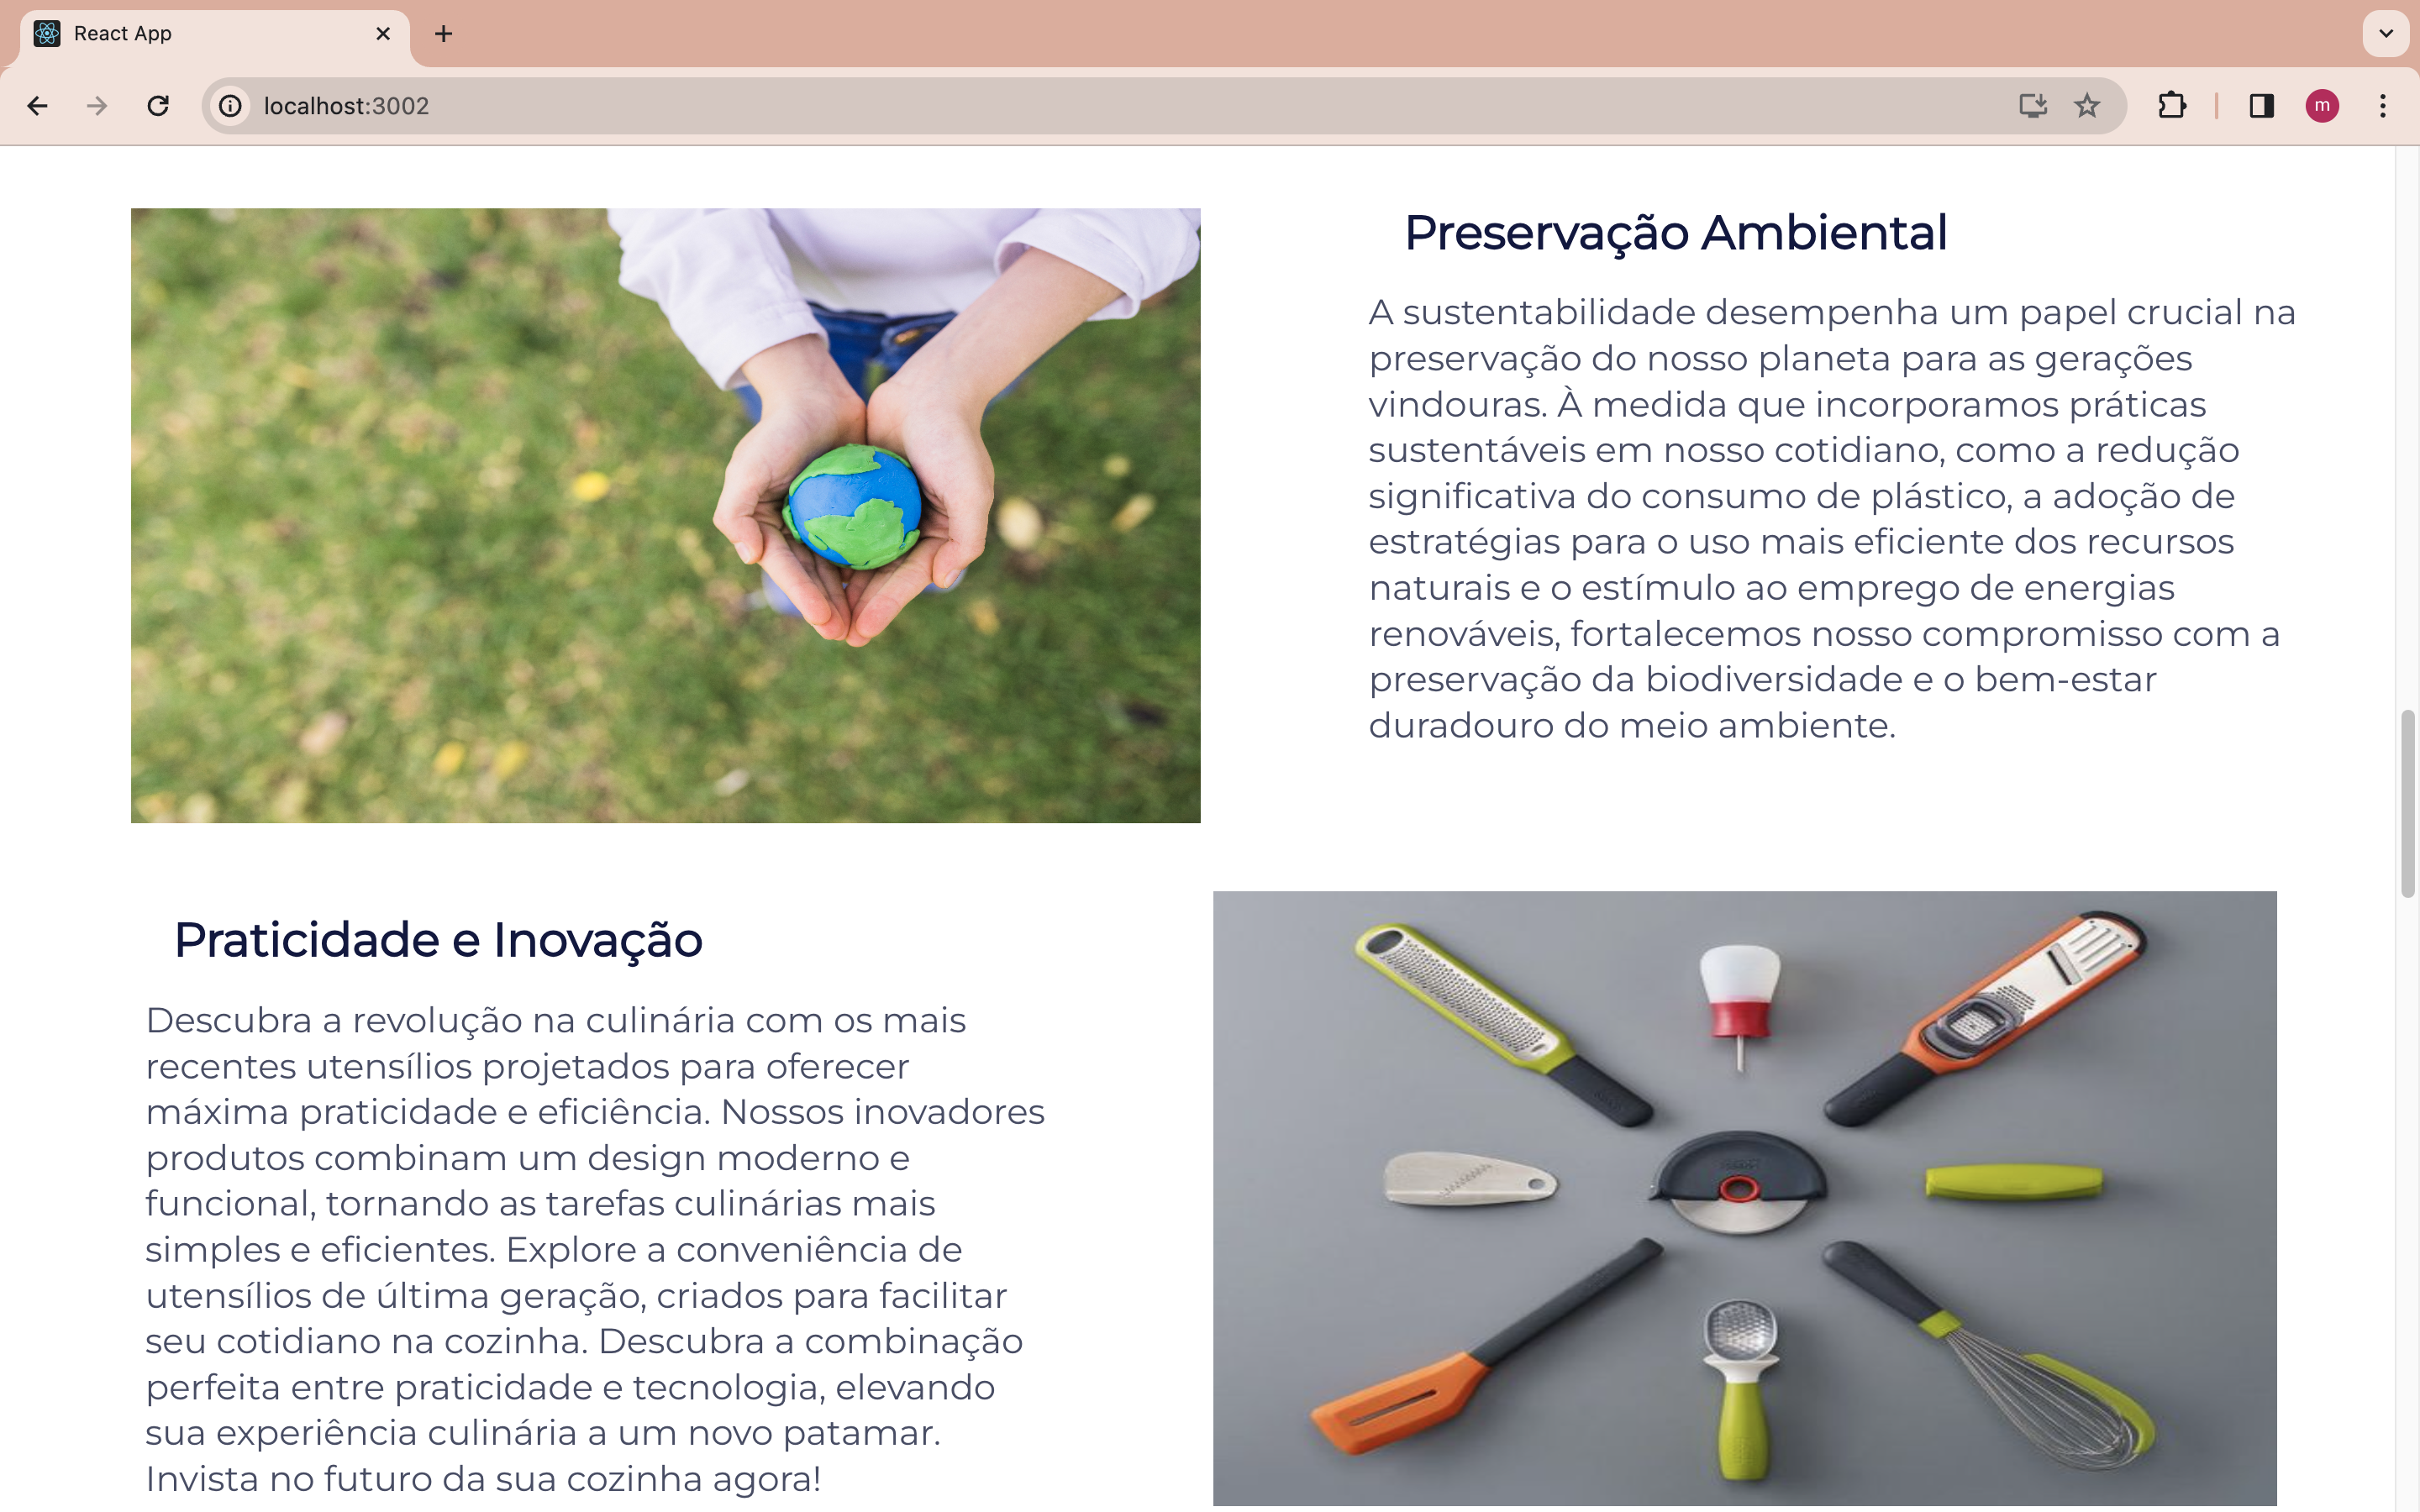 React App
localhost:3002
m
Preservação Ambiental
A sustentabilidade desempenha um papel crucial na
preservação do nosso planeta para as gerações
vindouras. À medida que incorporamos práticas
sustentáveis em nosso cotidiano, como a redução
significativa do consumo de plástico, a adoção de
estratégias para o uso mais eficiente dos recursos
naturais e o estímulo ao emprego de energias
renováveis, fortalecemos nosso compromisso com a
preservação da biodiversidade e o bem-estar
duradouro do meio ambiente.
Praticidade e Inovação
Descubra a revolução na culinária com os mais
recentes utensílios projetados para oferecer
máxima praticidade e eficiência. Nossos inovadores
produtos combinam um design moderno e
funcional, tornando as tarefas culinárias mais
simples e eficientes. Explore a conveniência de
utensílios de última geração, criados para facilitar
seu cotidiano na cozinha. Descubra a combinação
perfeita entre praticidade e tecnologia, elevando
sua experiência culinária a um novo patamar.
Invista no futuro da sua cozinha agora!